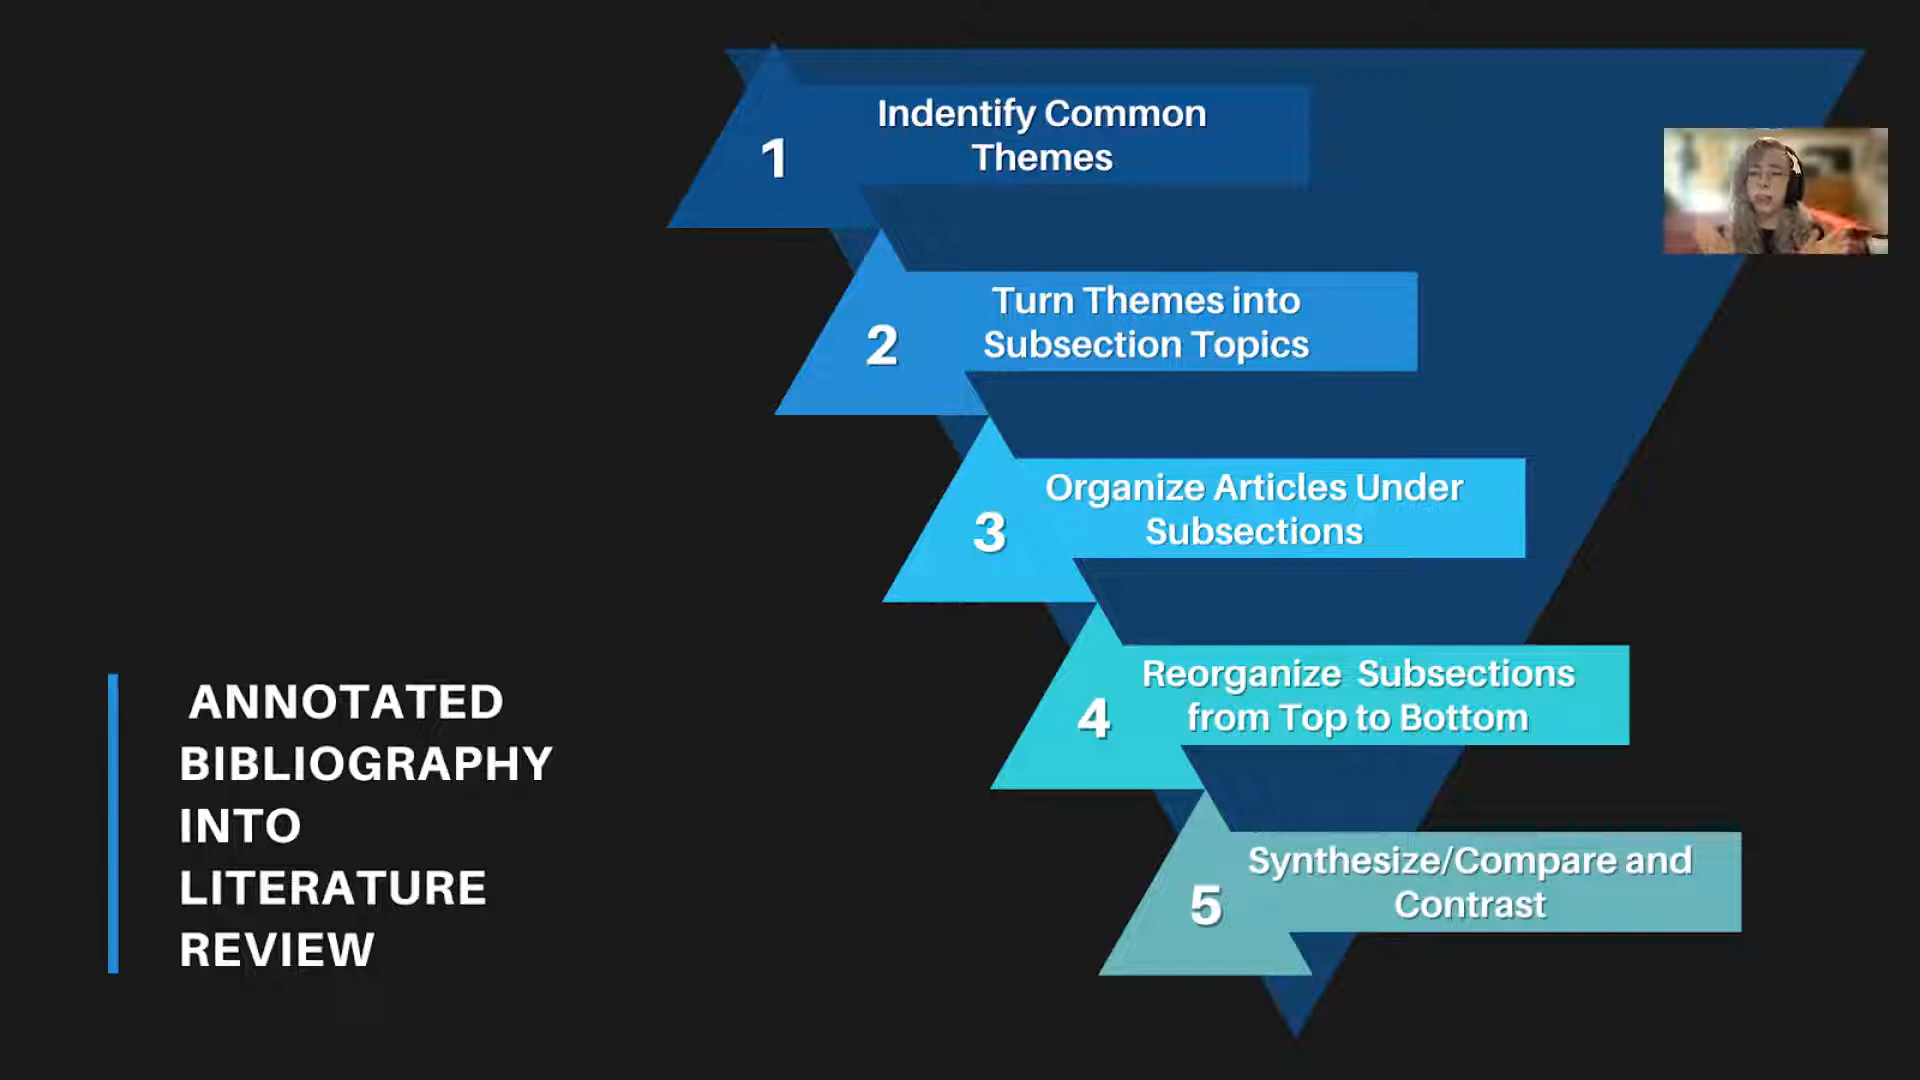 1
Indentify Common
Themes
2
Turn Themes into
Subsection Topics
3
Organize Articles Under
Subsections
4
Reorganize Subsections
from Top to Bottom
5
Synthesize/Compare and
Contrast
ANNOTATED
BIBLIOGRAPHY
INTO
LITERATURE
REVIEW